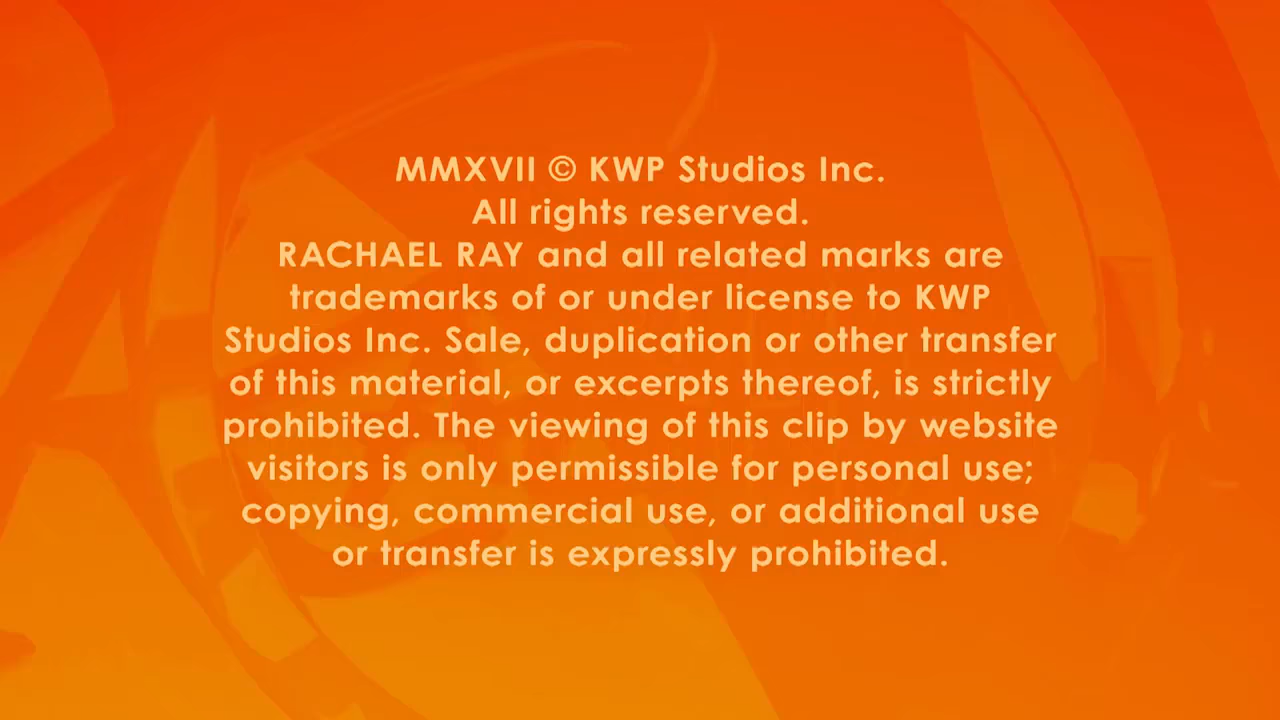 MMXVII © KWP Studios Inc.
All rights reserved.
RACHAEL RAY and all related marks are
trademarks of or under license to KWP
Studios Inc. Sale, duplication or other transfer
of this material, or excerpts thereof, is strictly
prohibited. The viewing of this clip by website
visitors is only permissible for personal use;
copying, commercial use, or additional use
or transfer is expressly prohibited.